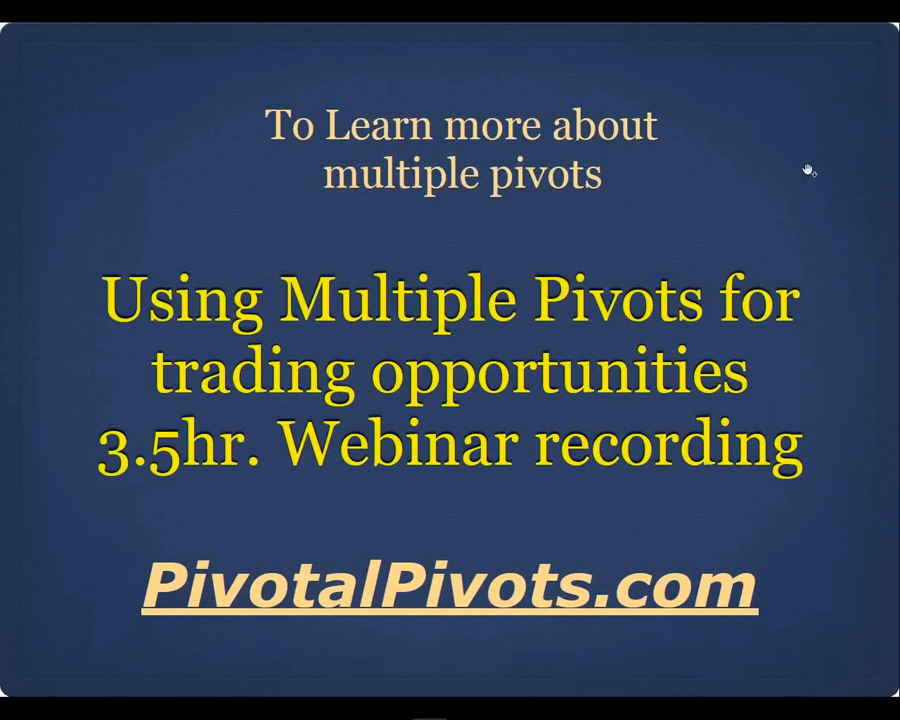 To Learn more about
multiple pivots
Using Multiple Pivots for
trading opportunities
3.5hr. Webinar recording
PivotalPivots.com